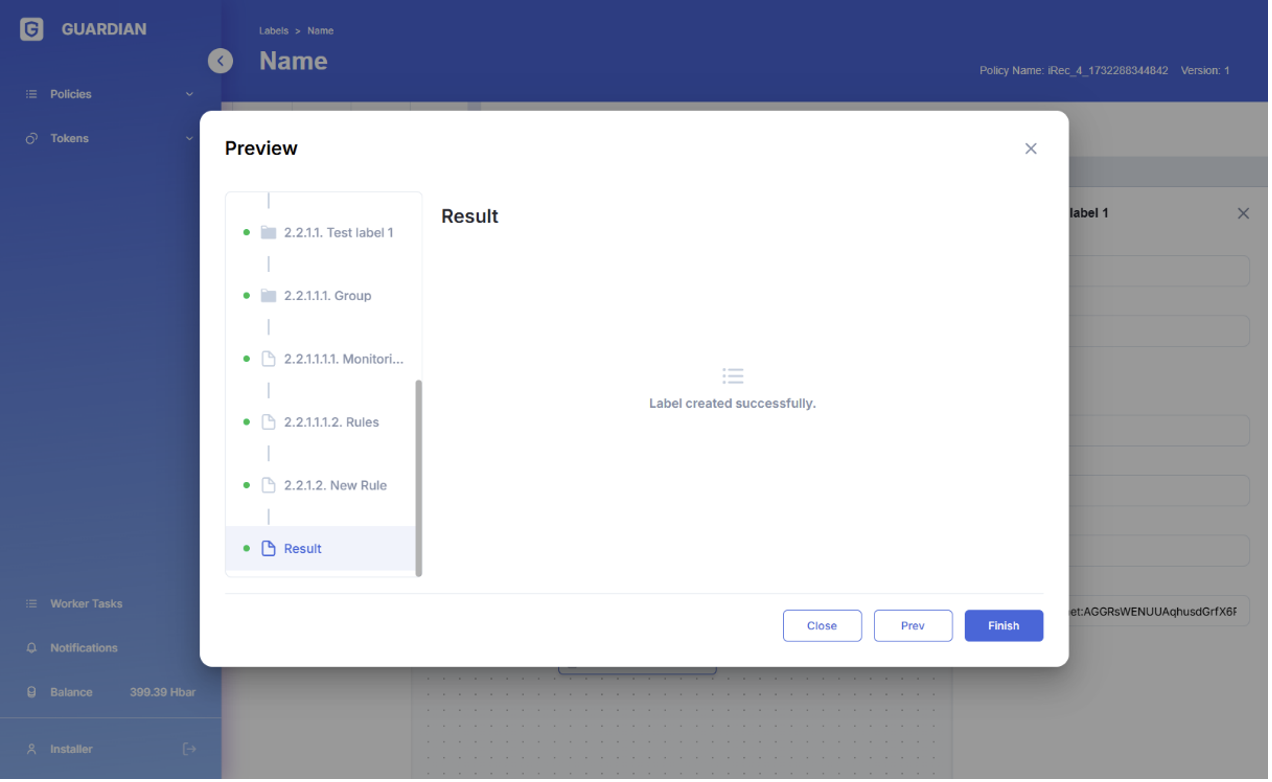 GUARDIAN
Labels > Name
Name
Policy Name: iRec_4_1732288344842 Version: 1
Policies
Tokens
Preview
2.2.1.1. Test label 1
2.2.1.1.1. Group
2.2.1.1.1.1. Monitori...
2.2.1.1.1.2. Rules
2.2.1.2. New Rule
Result
Result
Label created successfully.
Close
Prev
Finish
label 1
et:AGGRsWENUUAqhusdGrfX6F
Worker Tasks
Notifications
Balance 399.39 Hbar
Installer